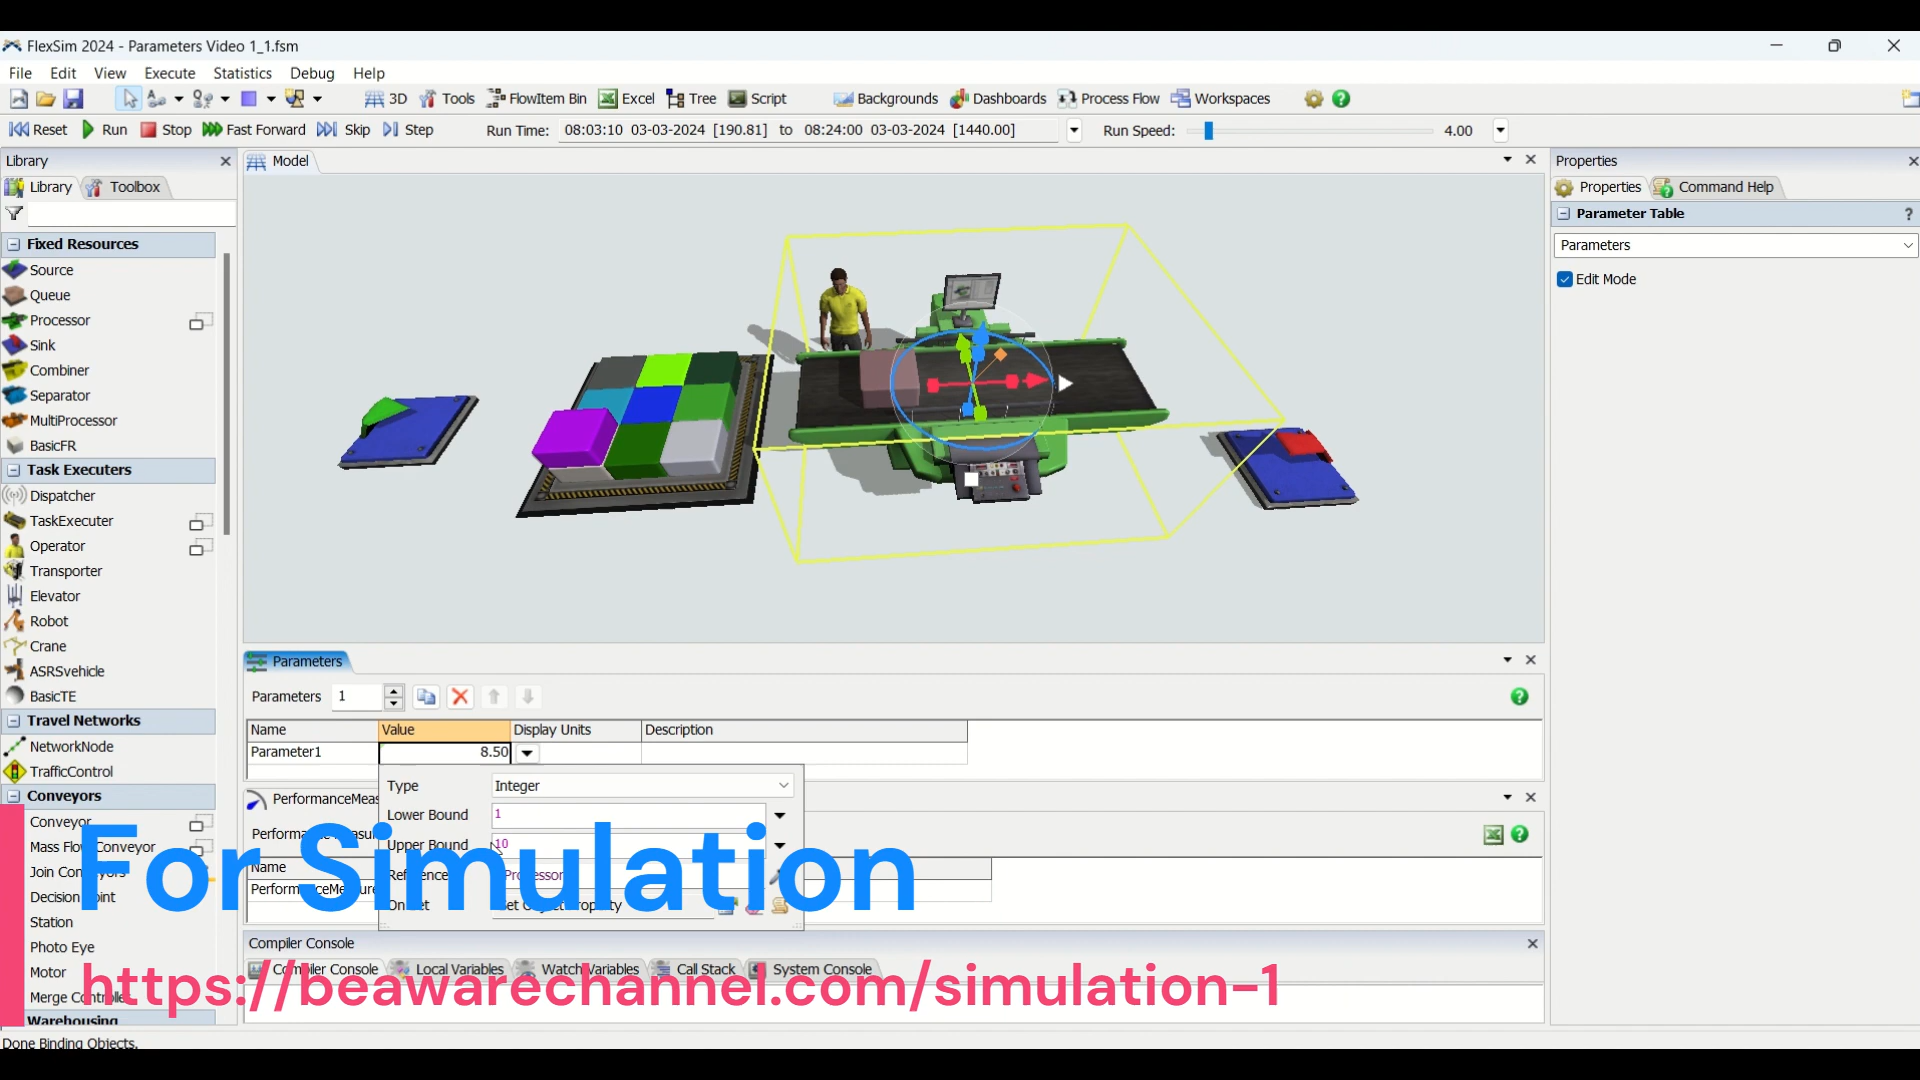 FlexSim 2024 - Parameters Video 1_1.fsm
File Edit View Execute Statistics Debug Help
3D Tools FlowItem Bin Excel Tree Script Backgrounds Dashboards Process Flow Workspaces
Reset Run Stop Fast Forward Skip Step Run Time: 08:03:10 03-03-2024 [190.81] to 08:24:00 03-03-2024 [1440.00] Run Speed: 4.00
Library
Library Toolbox
Fixed Resources
Source
Queue
Processor
Sink
Combiner
Separator
MultiProcessor
BasicFR
Task Executers
Dispatcher
TaskExecuter
Operator
Transporter
Elevator
Robot
Crane
ASRSvehicle
BasicTE
Travel Networks
NetworkNode
TrafficControl
Conveyors
Conveyor
Mass Flow Conveyor
Station
Photo Eye
Motor
Warehousing
Model
Properties
Properties Command Help
Parameter Table ?
Parameters
Edit Mode
Parameters
Parameters 1
Name Value Display Units Description
Parameter1 8.50
Type Integer
Lower Bound 1
Upper Bound 10
Name
Compiler Console
Compiler Console Local Variables Watch Variables Call Stack System Console
For Simulation
https://beawarechannel.com/simulation-1
Done Binding Objects.